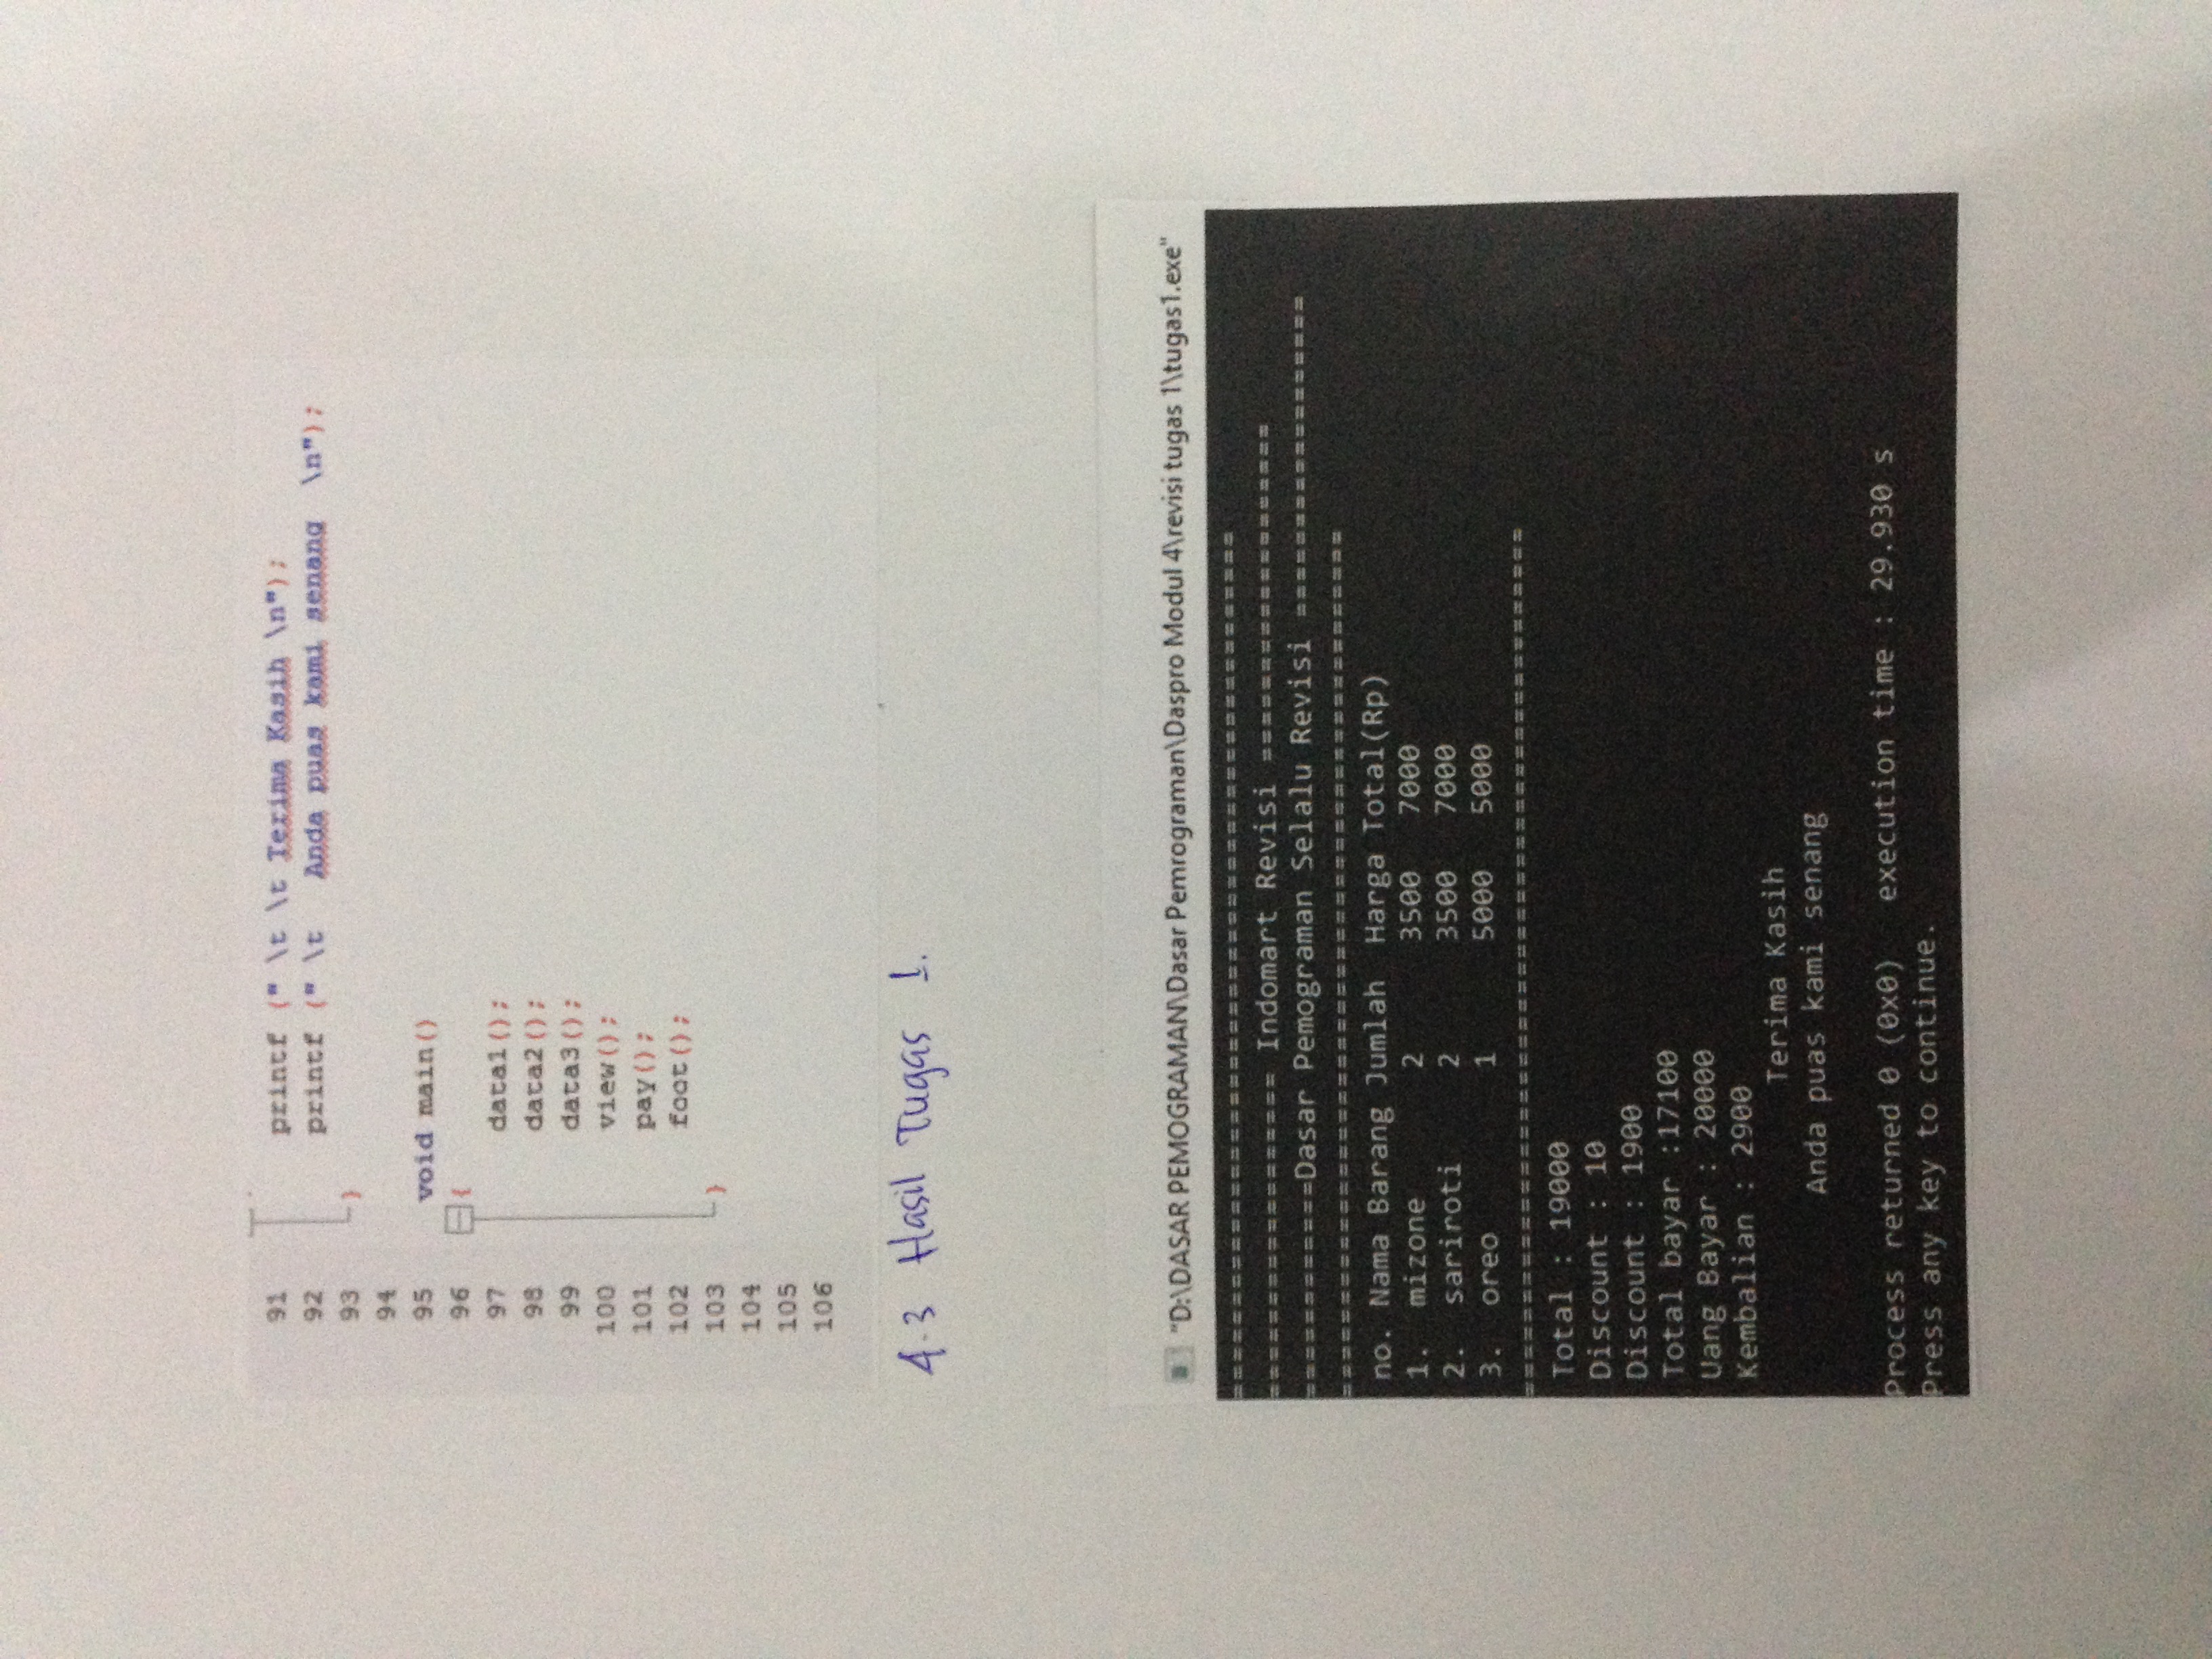 91 printf (" \t \t Terima Kasih \n");
92 printf (" \t   Anda puas kami senang  \n");
93 }
94
95 void main()
96 {
97 data1();
98 data2();
99 data3();
100 view();
101 pay();
102 foot();
103 }
104
105
106
4.3 Hasil Tugas 1.
"D:\DASAR PEMOGRAMAN\Dasar Pemrograman\Daspro Modul 4\revisi tugas 1\tugas1.exe"
===============================================
================== Indomart Revisi ===================
============Dasar Pemograman Selalu Revisi ==================
===============================================
no. Nama Barang Jumlah  Harga Total(Rp)
1.  mizone       2      3500   7000
2.  sariroti     2      3500   7000
3.  oreo         1      5000   5000
===============================================
Total : 19000
Discount : 10
Discount : 1900
Total bayar :17100
Uang Bayar : 20000
Kembalian : 2900
Terima Kasih
Anda puas kami senang
Process returned 0 (0x0)   execution time : 29.930 s
Press any key to continue.